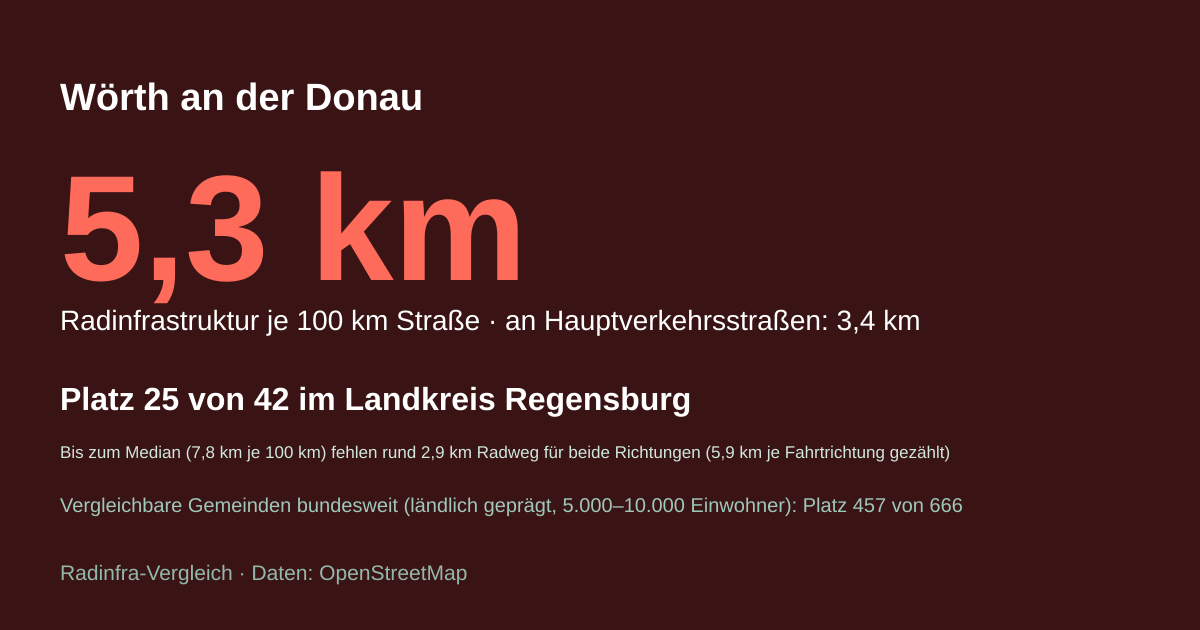 Wörth an der Donau
5,3 km
Radinfrastruktur je 100 km Straße · an Hauptverkehrsstraßen: 3,4 km
Platz 25 von 42 im Landkreis Regensburg
Bis zum Median (7,8 km je 100 km) fehlen rund 2,9 km Radweg für beide Richtungen (5,9 km je Fahrtrichtung gezählt)
Vergleichbare Gemeinden bundesweit (ländlich geprägt, 5.000–10.000 Einwohner): Platz 457 von 666
Radinfra-Vergleich · Daten: OpenStreetMap